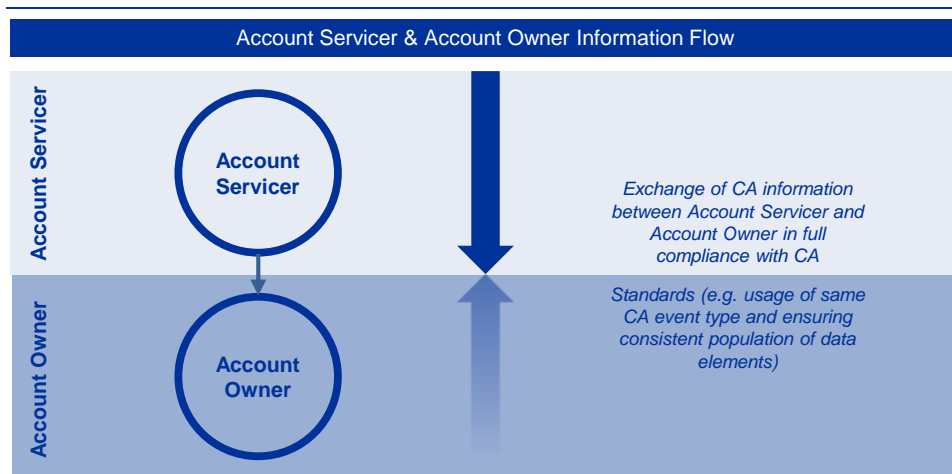 Account Servicer & Account Owner Information Flow
Account Servicer
Account
Servicer
Exchange of CA information
between Account Servicer and
Account Owner in full
compliance with CA
Standards (e.g. usage of same
CA event type and ensuring
consistent population of data
elements)
Account Owner
Account
Owner